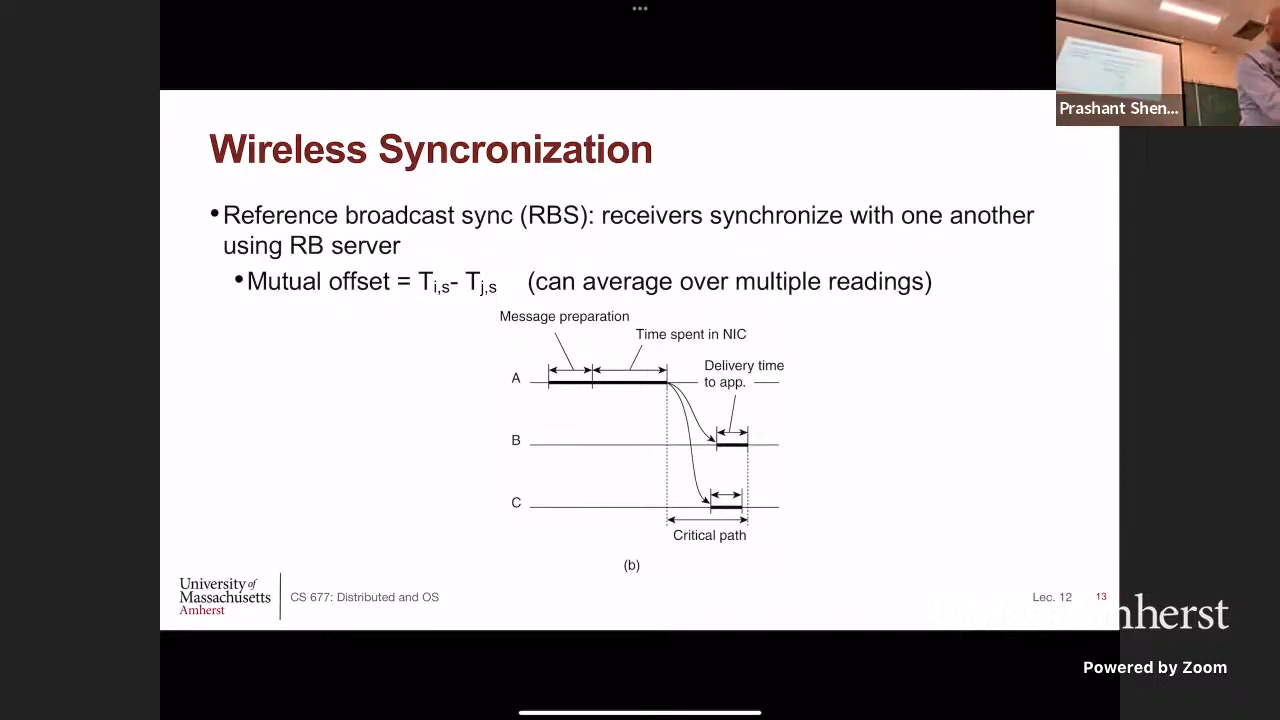 Prashant Shen...
Wireless Syncronization
•Reference broadcast sync (RBS): receivers synchronize with one another
using RB server
•Mutual offset = Ti,s- Tj,s (can average over multiple readings)
Message preparation
Time spent in NIC
Delivery time
to app.
A
B
C
Critical path
(b)
University of
Massachusetts
Amherst
CS 677: Distributed and OS
Lec. 12
13
UMassAmherst
Powered by Zoom